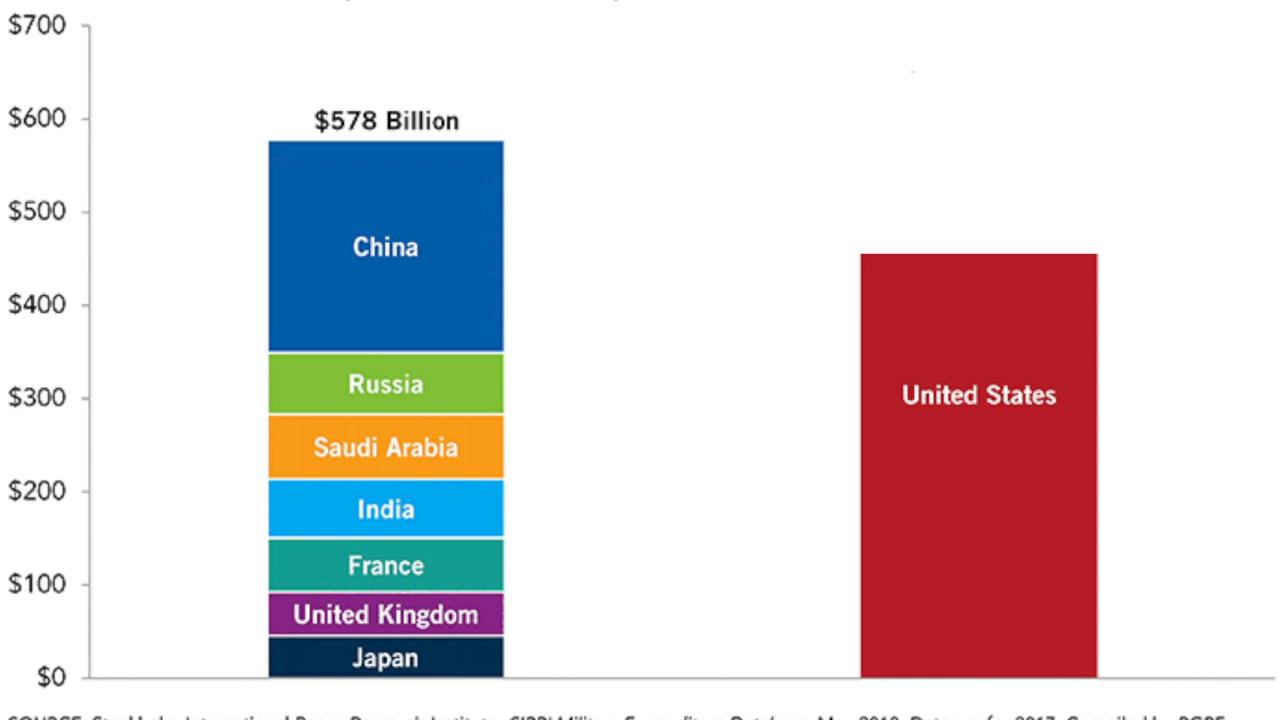 $700
$600
$578 Billion
$500
China
$400
Russia
United States
$300
Saudi Arabia
$200
India
France
$100
United Kingdom
Japan
$0